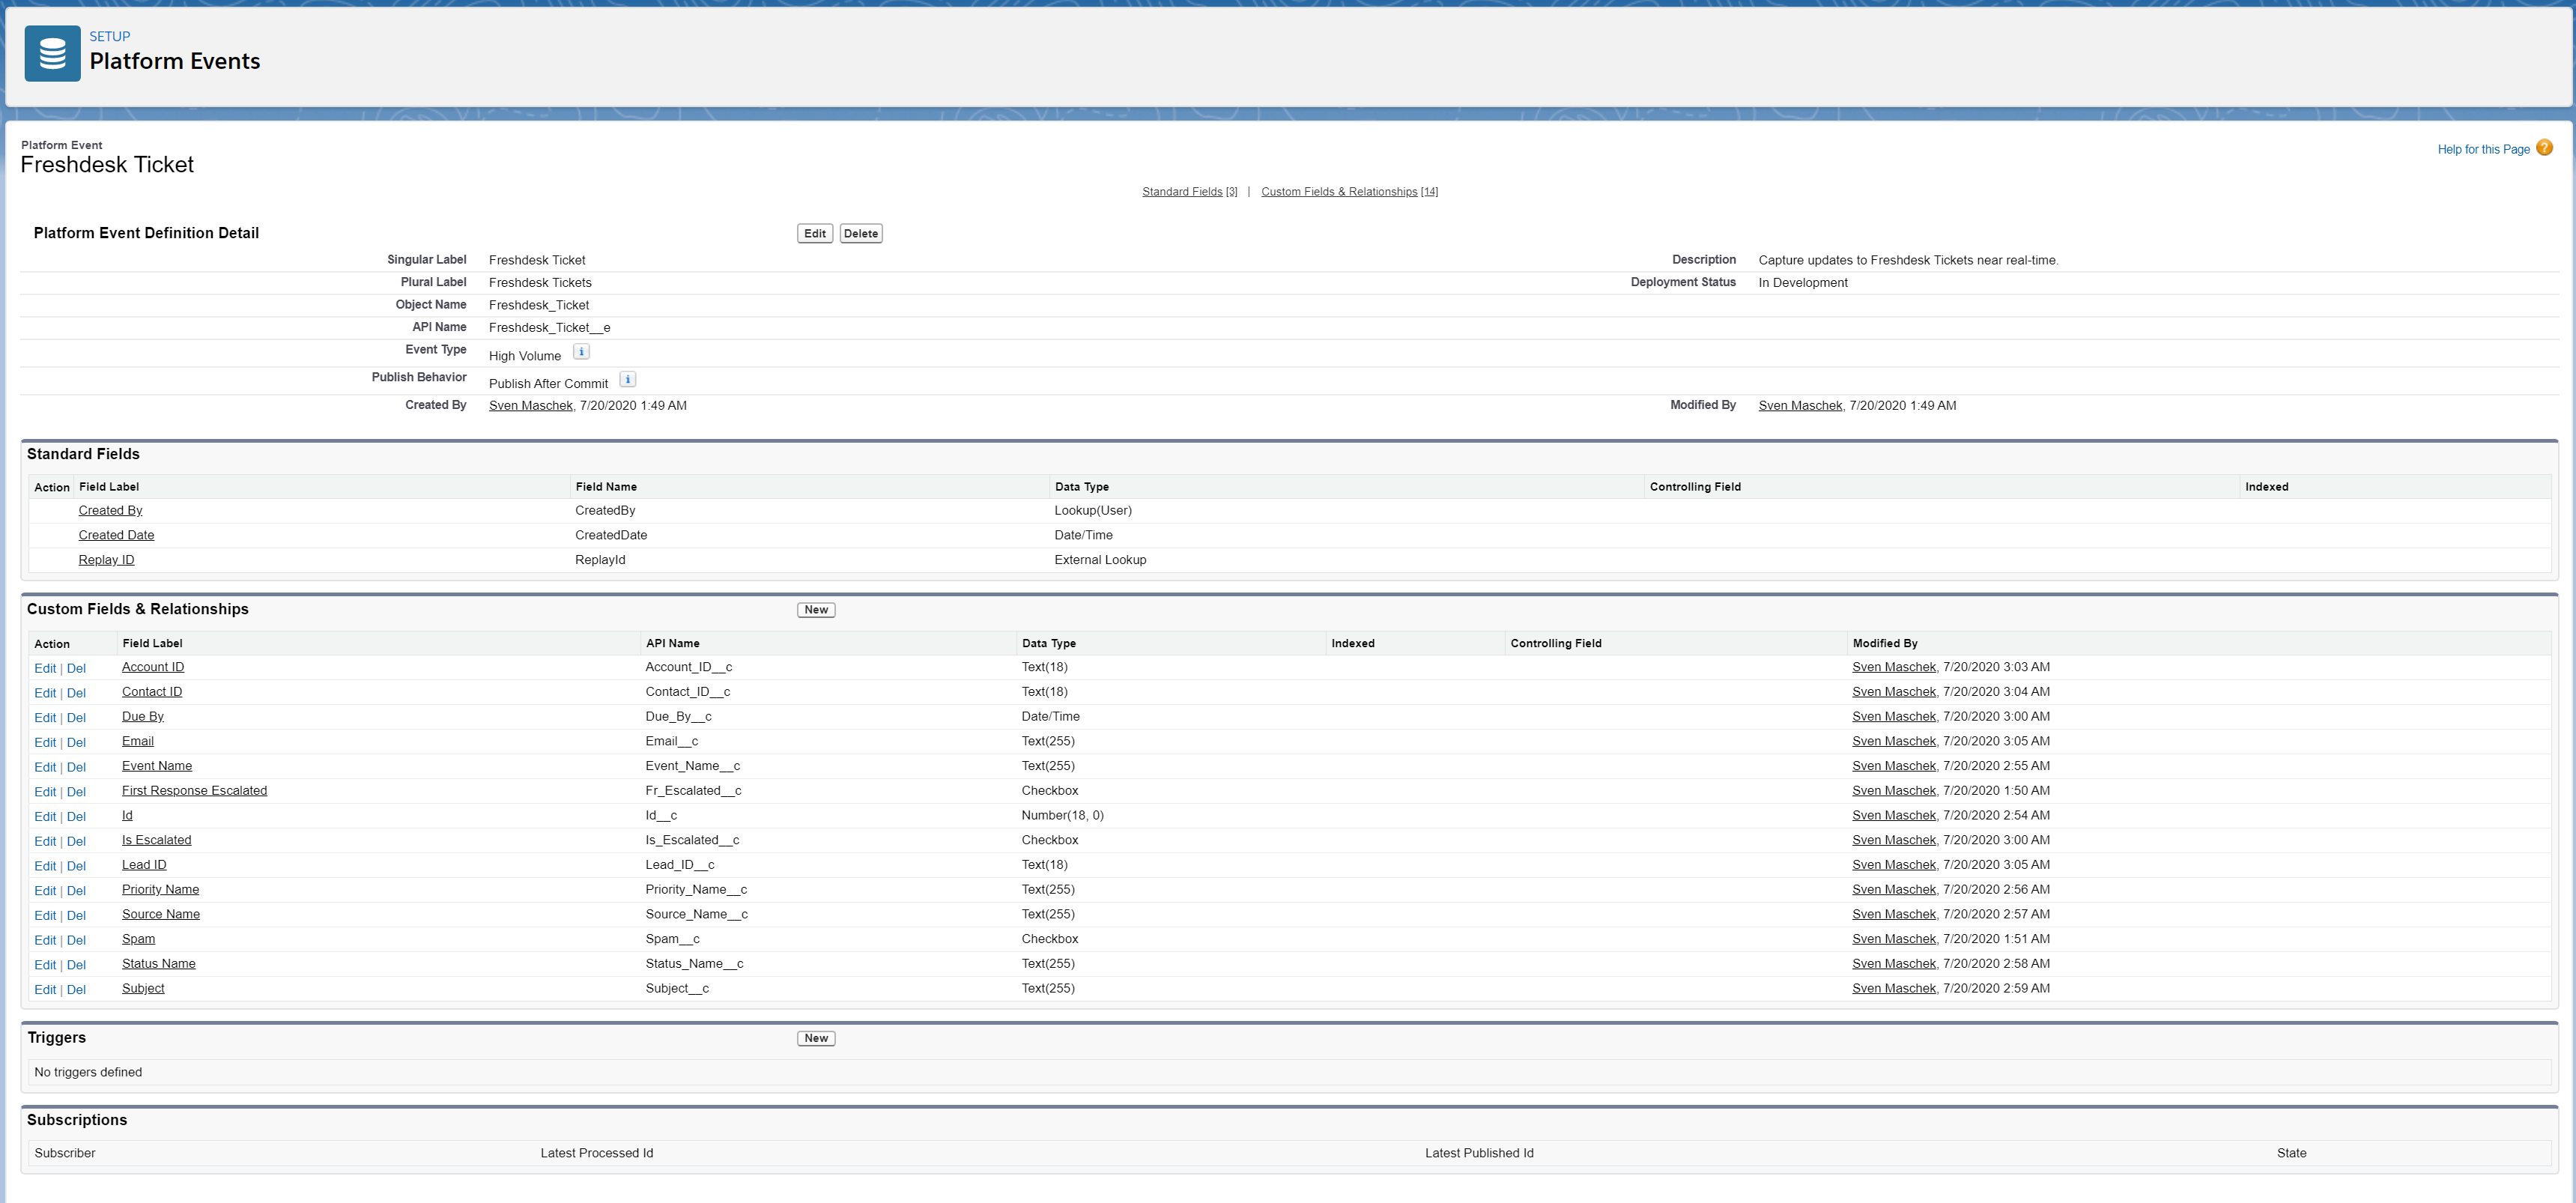 SETUP
Platform Events
Platform Event
Freshdesk Ticket
Help for this Page ?
Standard Fields [3] | Custom Fields & Relationships [14]
Platform Event Definition Detail Edit Delete
Singular Label Freshdesk Ticket Description Capture updates to Freshdesk Tickets near real-time.
Plural Label Freshdesk Tickets Deployment Status In Development
Object Name Freshdesk_Ticket
API Name Freshdesk_Ticket__e
Event Type High Volume i
Publish Behavior Publish After Commit i
Created By Sven Maschek, 7/20/2020 1:49 AM Modified By Sven Maschek, 7/20/2020 1:49 AM
Standard Fields
Action Field Label Field Name Data Type Controlling Field Indexed
Created By CreatedBy Lookup(User)
Created Date CreatedDate Date/Time
Replay ID ReplayId External Lookup
Custom Fields & Relationships New
Action Field Label API Name Data Type Indexed Controlling Field Modified By
Edit | Del Account ID Account_ID__c Text(18) Sven Maschek, 7/20/2020 3:03 AM
Edit | Del Contact ID Contact_ID__c Text(18) Sven Maschek, 7/20/2020 3:04 AM
Edit | Del Due By Due_By__c Date/Time Sven Maschek, 7/20/2020 3:00 AM
Edit | Del Email Email__c Text(255) Sven Maschek, 7/20/2020 3:05 AM
Edit | Del Event Name Event_Name__c Text(255) Sven Maschek, 7/20/2020 2:55 AM
Edit | Del First Response Escalated Fr_Escalated__c Checkbox Sven Maschek, 7/20/2020 1:50 AM
Edit | Del Id Id__c Number(18, 0) Sven Maschek, 7/20/2020 2:54 AM
Edit | Del Is Escalated Is_Escalated__c Checkbox Sven Maschek, 7/20/2020 3:00 AM
Edit | Del Lead ID Lead_ID__c Text(18) Sven Maschek, 7/20/2020 3:05 AM
Edit | Del Priority Name Priority_Name__c Text(255) Sven Maschek, 7/20/2020 2:56 AM
Edit | Del Source Name Source_Name__c Text(255) Sven Maschek, 7/20/2020 2:57 AM
Edit | Del Spam Spam__c Checkbox Sven Maschek, 7/20/2020 1:51 AM
Edit | Del Status Name Status_Name__c Text(255) Sven Maschek, 7/20/2020 2:58 AM
Edit | Del Subject Subject__c Text(255) Sven Maschek, 7/20/2020 2:59 AM
Triggers New
No triggers defined
Subscriptions
Subscriber Latest Processed Id Latest Published Id State